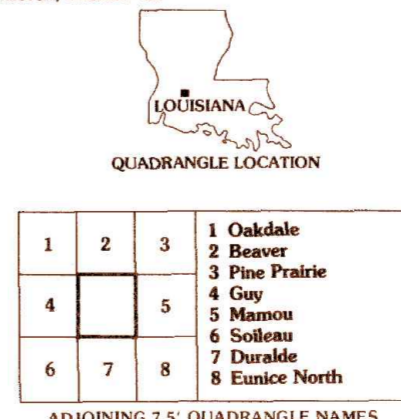 LOUISIANA
QUADRANGLE LOCATION
1 2 3
4 5
6 7 8
1 Oakdale
2 Beaver
3 Pine Prairie
4 Guy
5 Mamou
6 Soileau
7 Duralde
8 Eunice North
ADJOINING 7.5' QUADRANGLE NAMES